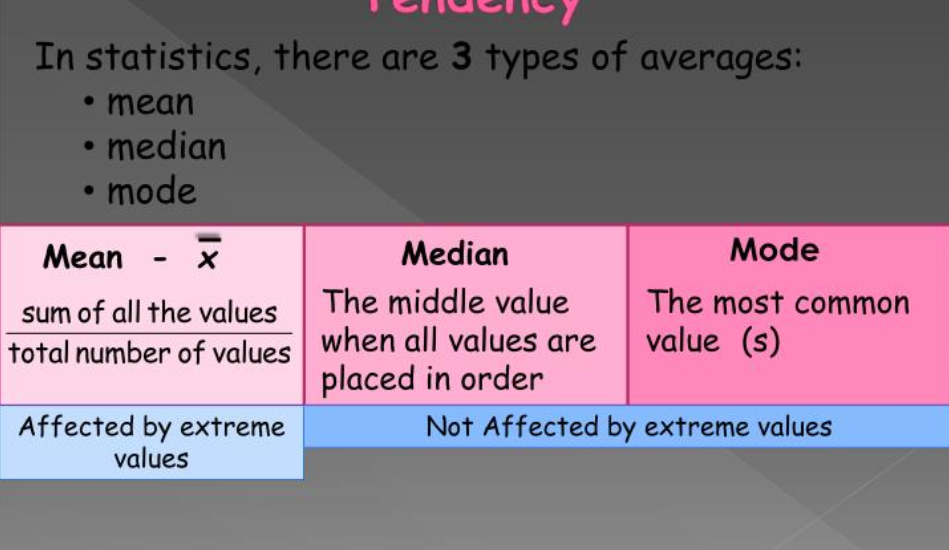 Tendency
In statistics, there are 3 types of averages:
• mean
• median
• mode
Mean - x̅
sum of all the values
total number of values
Median
The middle value
when all values are
placed in order
Mode
The most common
value (s)
Affected by extreme
values
Not Affected by extreme values